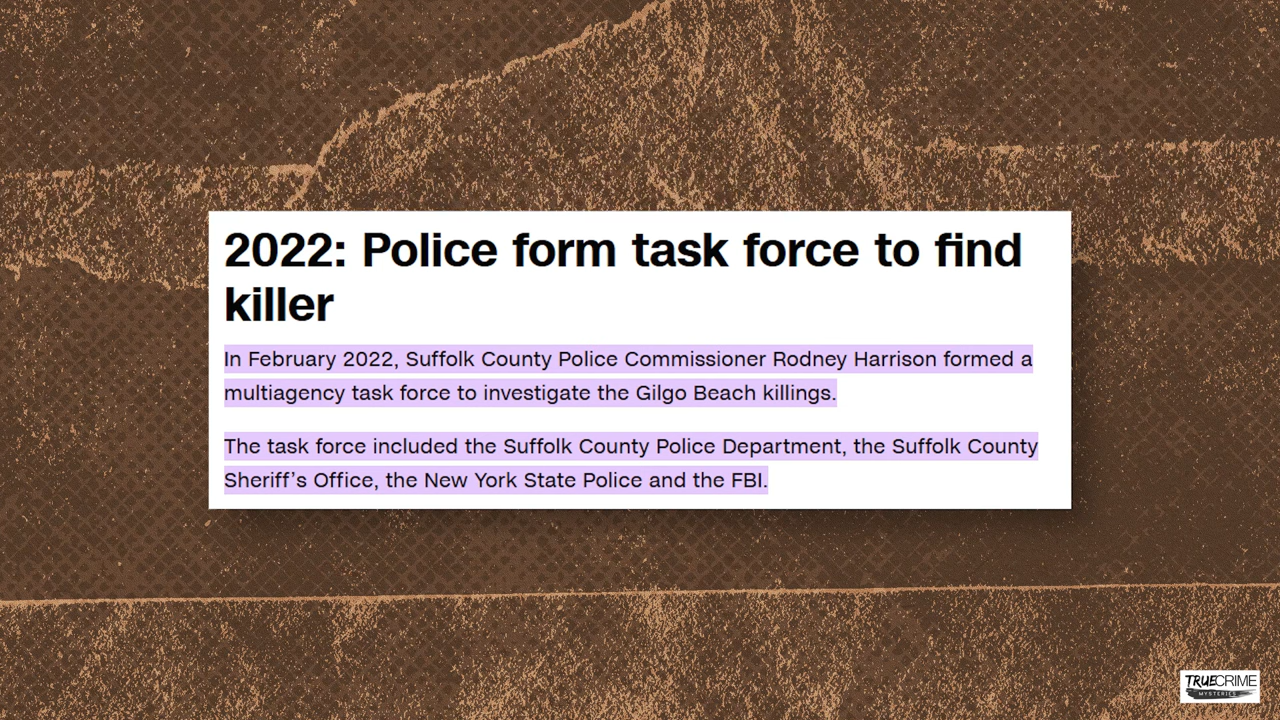 2022: Police form task force to find
killer
In February 2022, Suffolk County Police Commissioner Rodney Harrison formed a
multiagency task force to investigate the Gilgo Beach killings.
The task force included the Suffolk County Police Department, the Suffolk County
Sheriff’s Office, the New York State Police and the FBI.
TRUECRIME
MYSTERIES